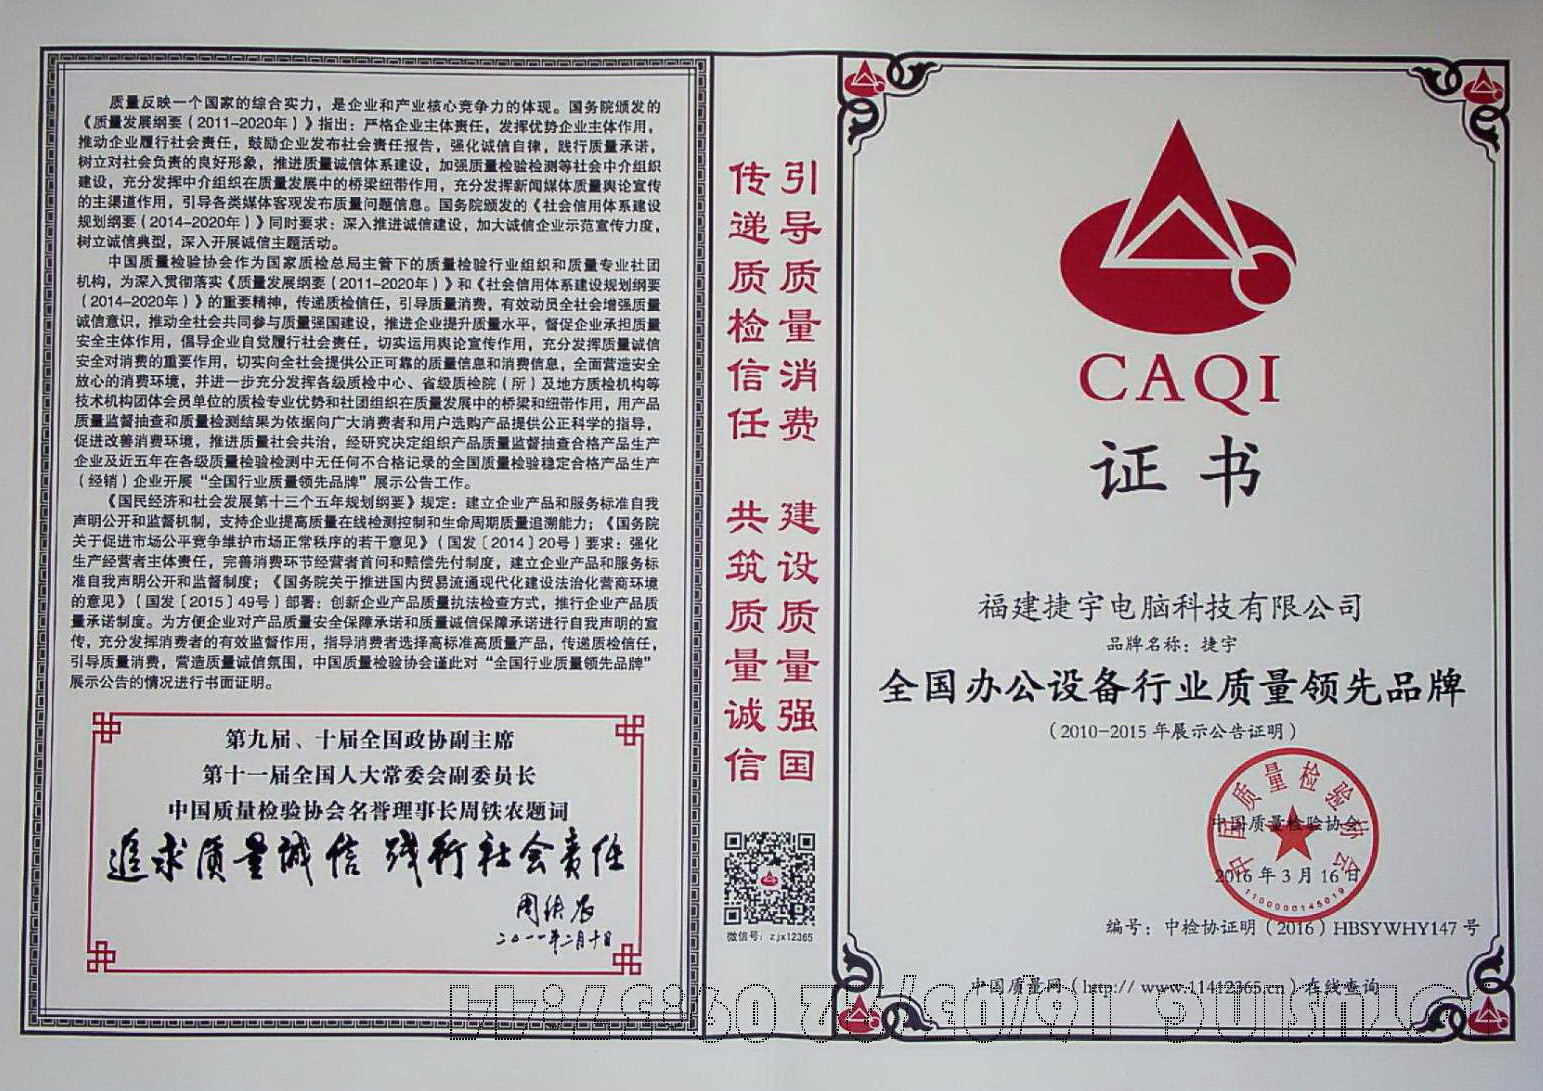 质量反映一个国家的综合实力，是企业和产业核心竞争力的体现。国务院颁发的
《质量发展纲要（2011-2020年）》指出：严格企业主体责任，发挥优势企业主体作用，
推动企业履行社会责任，鼓励企业发布社会责任报告，强化诚信自律，践行质量承诺，
树立对社会负责的良好形象，推进质量诚信体系建设，加强质量检验检测等社会中介组织
建设，充分发挥中介组织在质量发展中的桥梁纽带作用，充分发挥新闻媒体质量舆论宣传
的主渠道作用，引导各类媒体客观发布质量问题信息。国务院颁发的《社会信用体系建设
规划纲要（2014-2020年）》同时要求：深入推进诚信建设，加大诚信企业示范宣传力度，
树立诚信典型，深入开展诚信主题活动。
中国质量检验协会作为国家质检总局主管下的质量检验行业组织和质量专业社团
机构，为深入贯彻落实《质量发展纲要（2011-2020年）》和《社会信用体系建设规划纲要
（2014-2020年）》的重要精神，传递质检信任，引导质量消费，有效动员全社会增强质量
诚信意识，推动全社会共同参与质量强国建设，推进企业提升质量水平，督促企业承担质量
安全主体作用，倡导企业自觉履行社会责任，切实运用舆论宣传作用，充分发挥质量诚信
安全对消费的重要作用，切实向全社会提供公正可靠的质量信息和消费信息，全面营造安全
放心的消费环境，并进一步充分发挥各级质检中心、省级质检院（所）及地方质检机构等
技术机构团体会员单位的质检专业优势和社团组织在质量发展中的桥梁和纽带作用，用产品
质量监督抽查和质量检测结果为依据向广大消费者和用户选购产品提供公正科学的指导，
促进改善消费环境，推进质量社会共治，经研究决定组织产品质量监督抽查合格产品生产
企业及近五年在各级质量检验检测中无任何不合格记录的全国质量检验稳定合格产品生产
（经销）企业开展“全国行业质量领先品牌”展示公告工作。
《国民经济和社会发展第十三个五年规划纲要》规定：建立企业产品和服务标准自我
声明公开和监督机制，支持企业提高质量在线检测控制和生命周期质量追溯能力；《国务院
关于促进市场公平竞争维护市场正常秩序的若干意见》（国发〔2014〕20号）要求：强化
生产经营者主体责任，完善消费环节经营者首问和赔偿先付制度，建立企业产品和服务标
准自我声明公开和监督制度；《国务院关于推进国内贸易流通现代化建设法治化营商环境
的意见》（国发〔2015〕49号）部署：创新企业产品质量执法检查方式，推行企业产品质
量承诺制度。为方便企业对产品质量安全保障承诺和质量诚信保障承诺进行自我声明的宣
传，充分发挥消费者的有效监督作用，指导消费者选择高标准高质量产品，传递质检信任，
引导质量消费，营造质量诚信氛围，中国质量检验协会谨此对“全国行业质量领先品牌”
展示公告的情况进行书面证明。
第九届、十届全国政协副主席
第十一届全国人大常委会副委员长
中国质量检验协会名誉理事长周铁农题词
追求质量诚信 践行社会责任
周铁农
二〇一一年二月十日
引导质量消费 建设质量强国
传递质检信任 共筑质量诚信
微信号：zjx12365
CAQI
证书
福建捷宇电脑科技有限公司
品牌名称：捷宇
全国办公设备行业质量领先品牌
（2010-2015 年展示公告证明）
中国质量检验协会
中国质量检验协会
2016 年 3 月 16 日
1100000145019
编号：中检协证明（2016）HBSYWHY147 号
中国质量网（http:// www.11412365.cn）在线查询